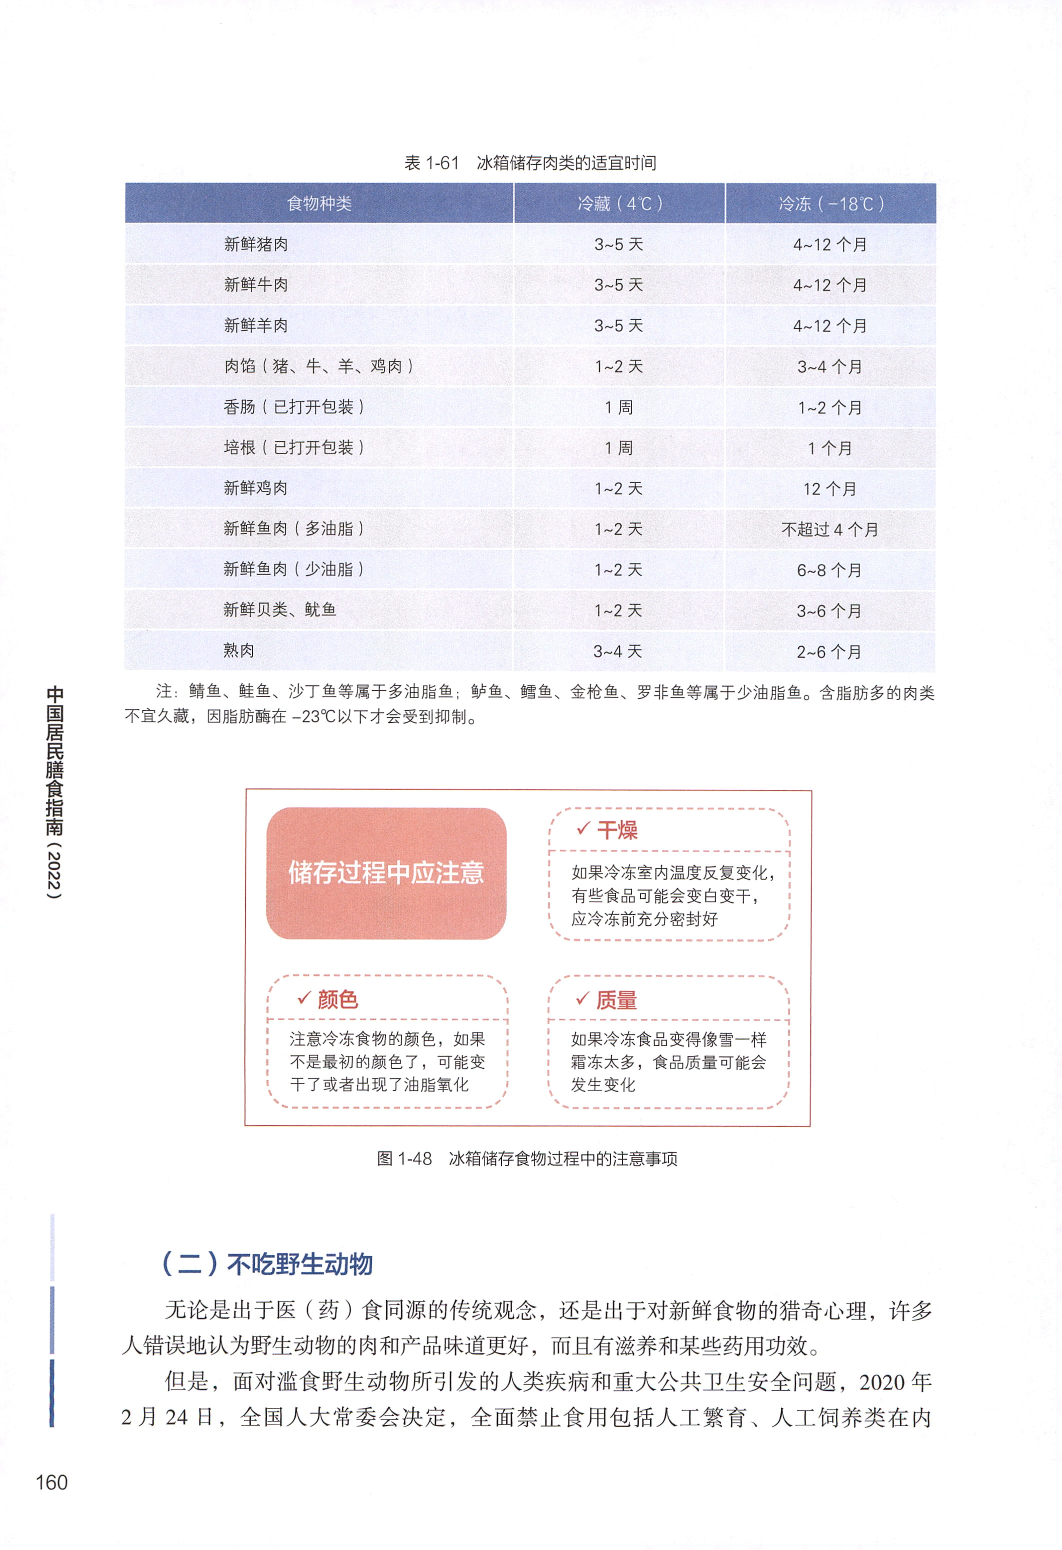 表 1-61　冰箱储存肉类的适宜时间
食物种类　冷藏（4℃）　冷冻（-18℃）
新鲜猪肉　3~5 天　4~12 个月
新鲜牛肉　3~5 天　4~12 个月
新鲜羊肉　3~5 天　4~12 个月
肉馅（猪、牛、羊、鸡肉）　1~2 天　3~4 个月
香肠（已打开包装）　1 周　1~2 个月
培根（已打开包装）　1 周　1 个月
新鲜鸡肉　1~2 天　12 个月
新鲜鱼肉（多油脂）　1~2 天　不超过 4 个月
新鲜鱼肉（少油脂）　1~2 天　6~8 个月
新鲜贝类、鱿鱼　1~2 天　3~6 个月
熟肉　3~4 天　2~6 个月
注：鲭鱼、鲑鱼、沙丁鱼等属于多油脂鱼；鲈鱼、鳕鱼、金枪鱼、罗非鱼等属于少油脂鱼。含脂肪多的肉类
不宜久藏，因脂肪酶在 -23℃以下才会受到抑制。
中国居民膳食指南（2022）
储存过程中应注意
✓ 干燥
如果冷冻室内温度反复变化，
有些食品可能会变白变干，
应冷冻前充分密封好
✓ 颜色
注意冷冻食物的颜色，如果
不是最初的颜色了，可能变
干了或者出现了油脂氧化
✓ 质量
如果冷冻食品变得像雪一样
霜冻太多，食品质量可能会
发生变化
图 1-48　冰箱储存食物过程中的注意事项
（二）不吃野生动物
无论是出于医（药）食同源的传统观念，还是出于对新鲜食物的猎奇心理，许多
人错误地认为野生动物的肉和产品味道更好，而且有滋养和某些药用功效。
但是，面对滥食野生动物所引发的人类疾病和重大公共卫生安全问题，2020 年
2 月 24 日，全国人大常委会决定，全面禁止食用包括人工繁育、人工饲养类在内
160